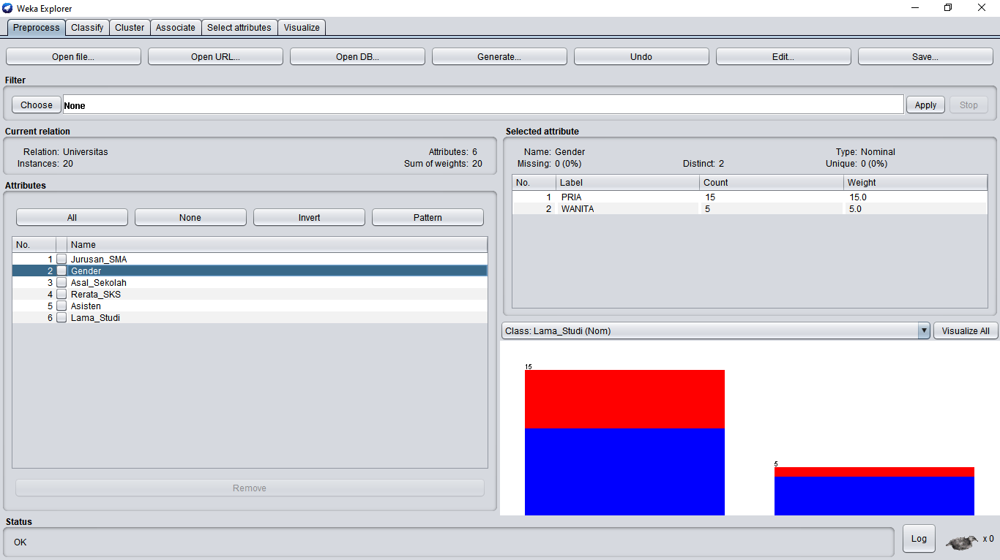 Weka Explorer
Preprocess Classify Cluster Associate Select attributes Visualize
Open file... Open URL... Open DB... Generate... Undo Edit... Save...
Filter
Choose None Apply Stop
Current relation
Relation: Universitas Attributes: 6
Instances: 20 Sum of weights: 20
Attributes
All None Invert Pattern
No. Name
1 Jurusan_SMA
2 Gender
3 Asal_Sekolah
4 Rerata_SKS
5 Asisten
6 Lama_Studi
Remove
Selected attribute
Name: Gender Type: Nominal
Missing: 0 (0%) Distinct: 2 Unique: 0 (0%)
No. Label Count Weight
1 PRIA 15 15.0
2 WANITA 5 5.0
Class: Lama_Studi (Nom) Visualize All
15
5
Status
OK Log x 0